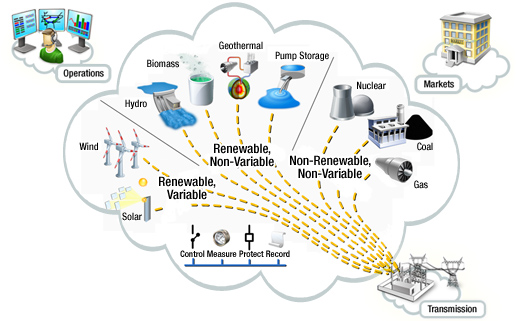 Operations
Markets
Geothermal
Biomass
Pump Storage
Nuclear
Hydro
Coal
Wind
Renewable,
Non-Variable
Non-Renewable,
Non-Variable
Gas
Renewable,
Variable
Solar
Control Measure Protect Record
Transmission